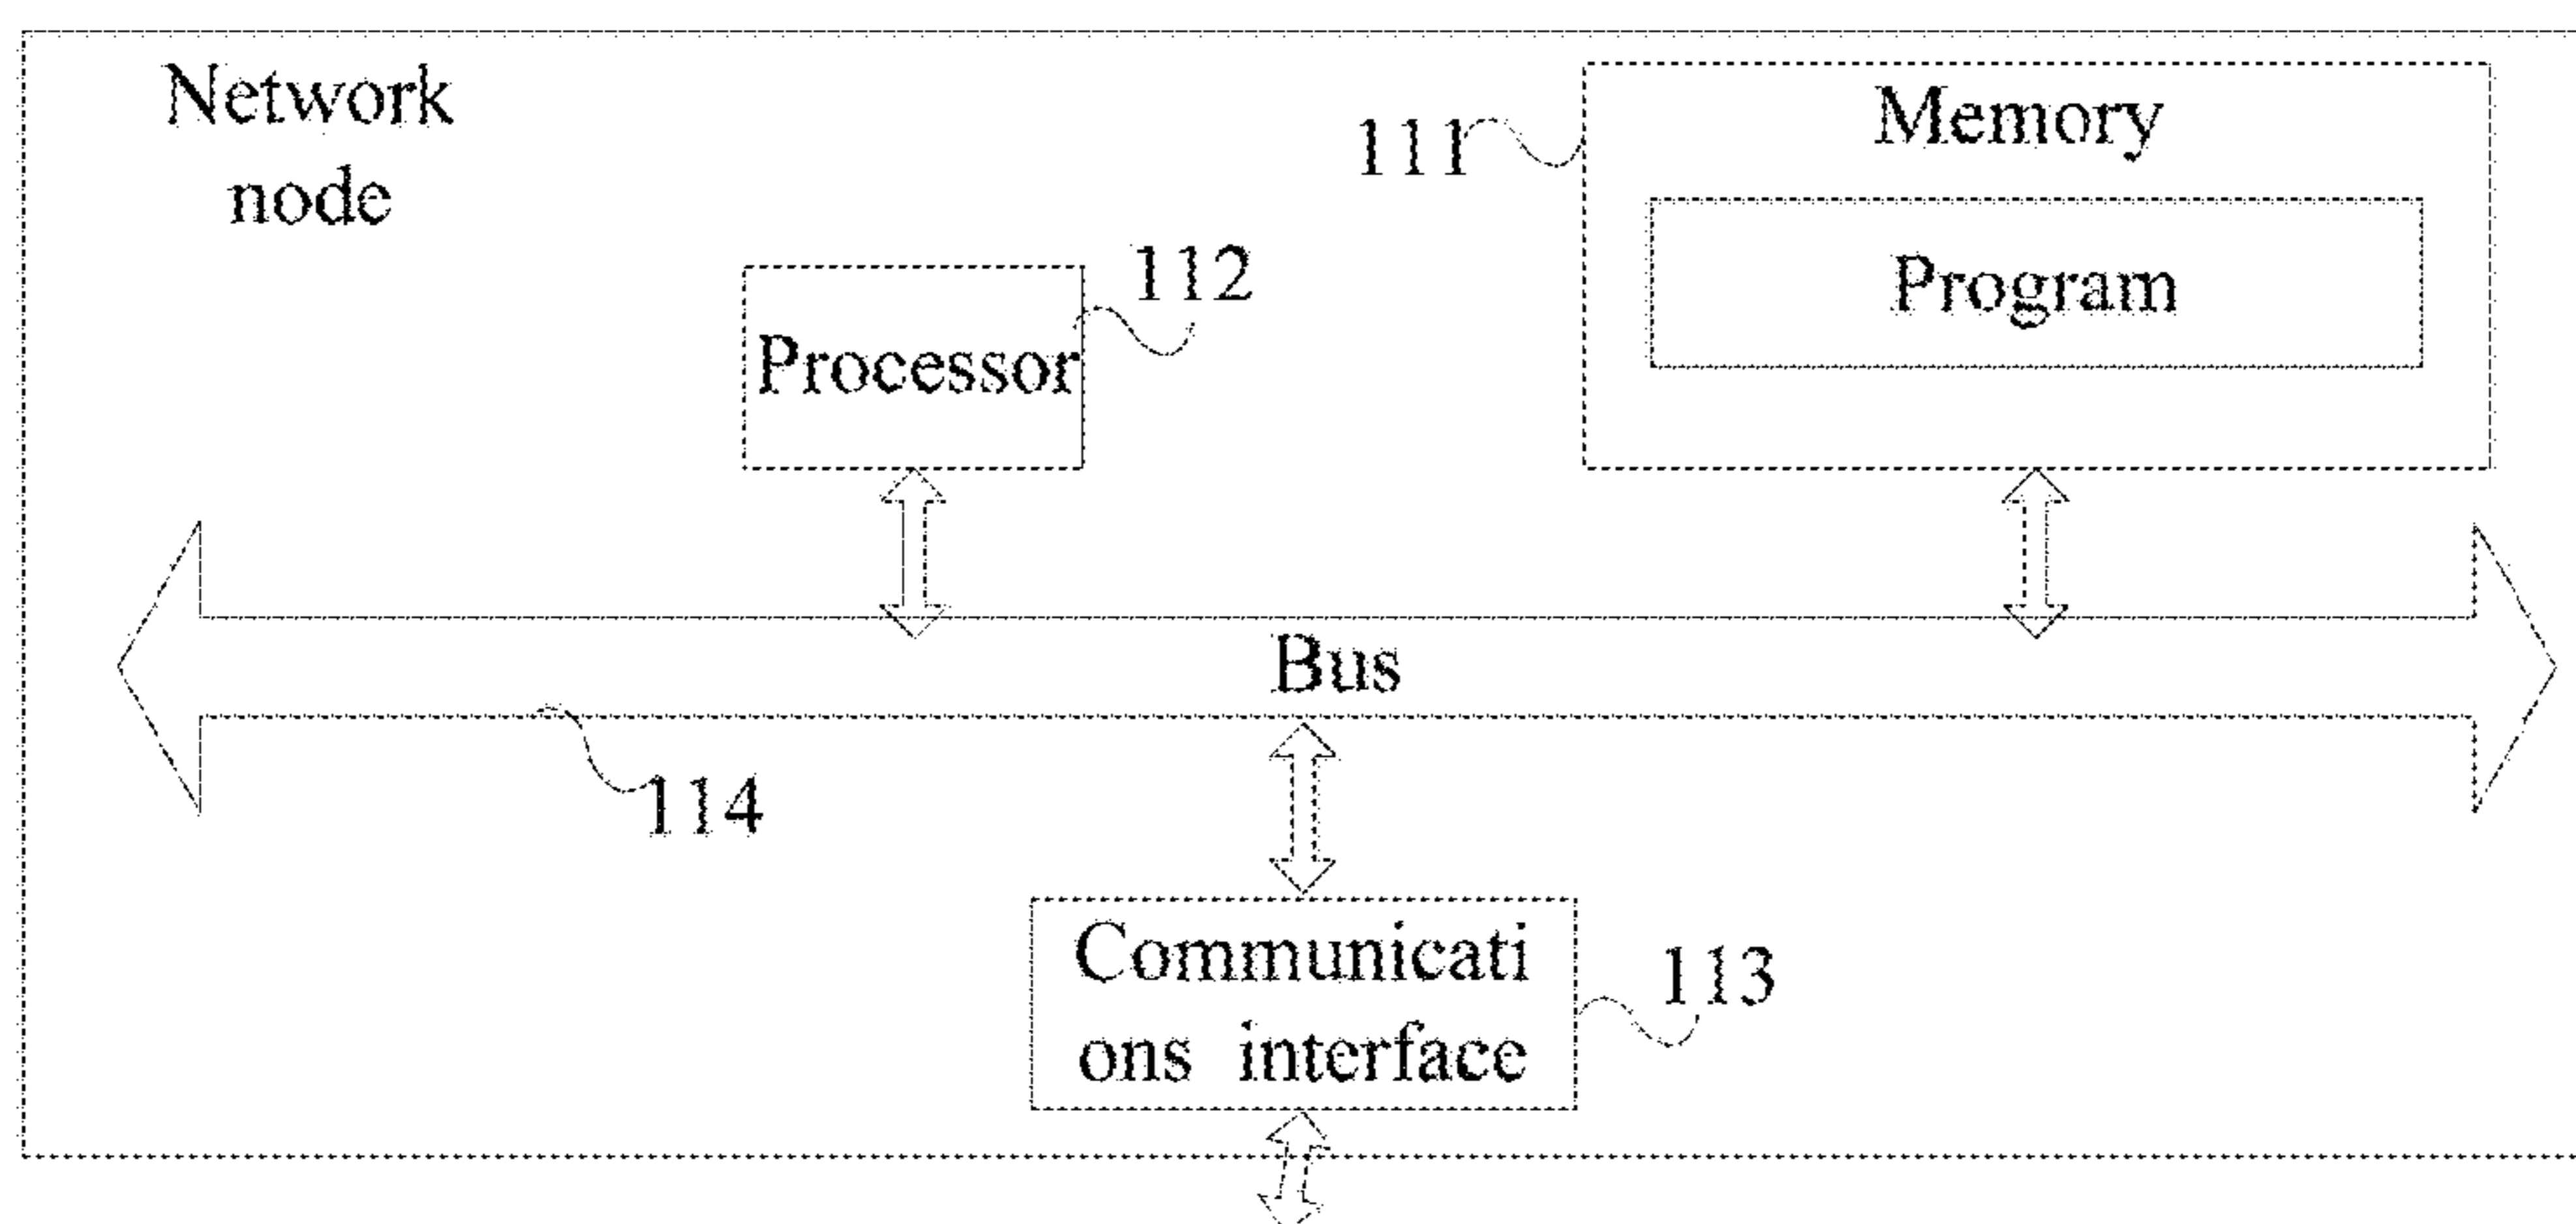 Network
node
111
Memory
Program
112
Processor
Bus
114
Communicati
ons interface
113